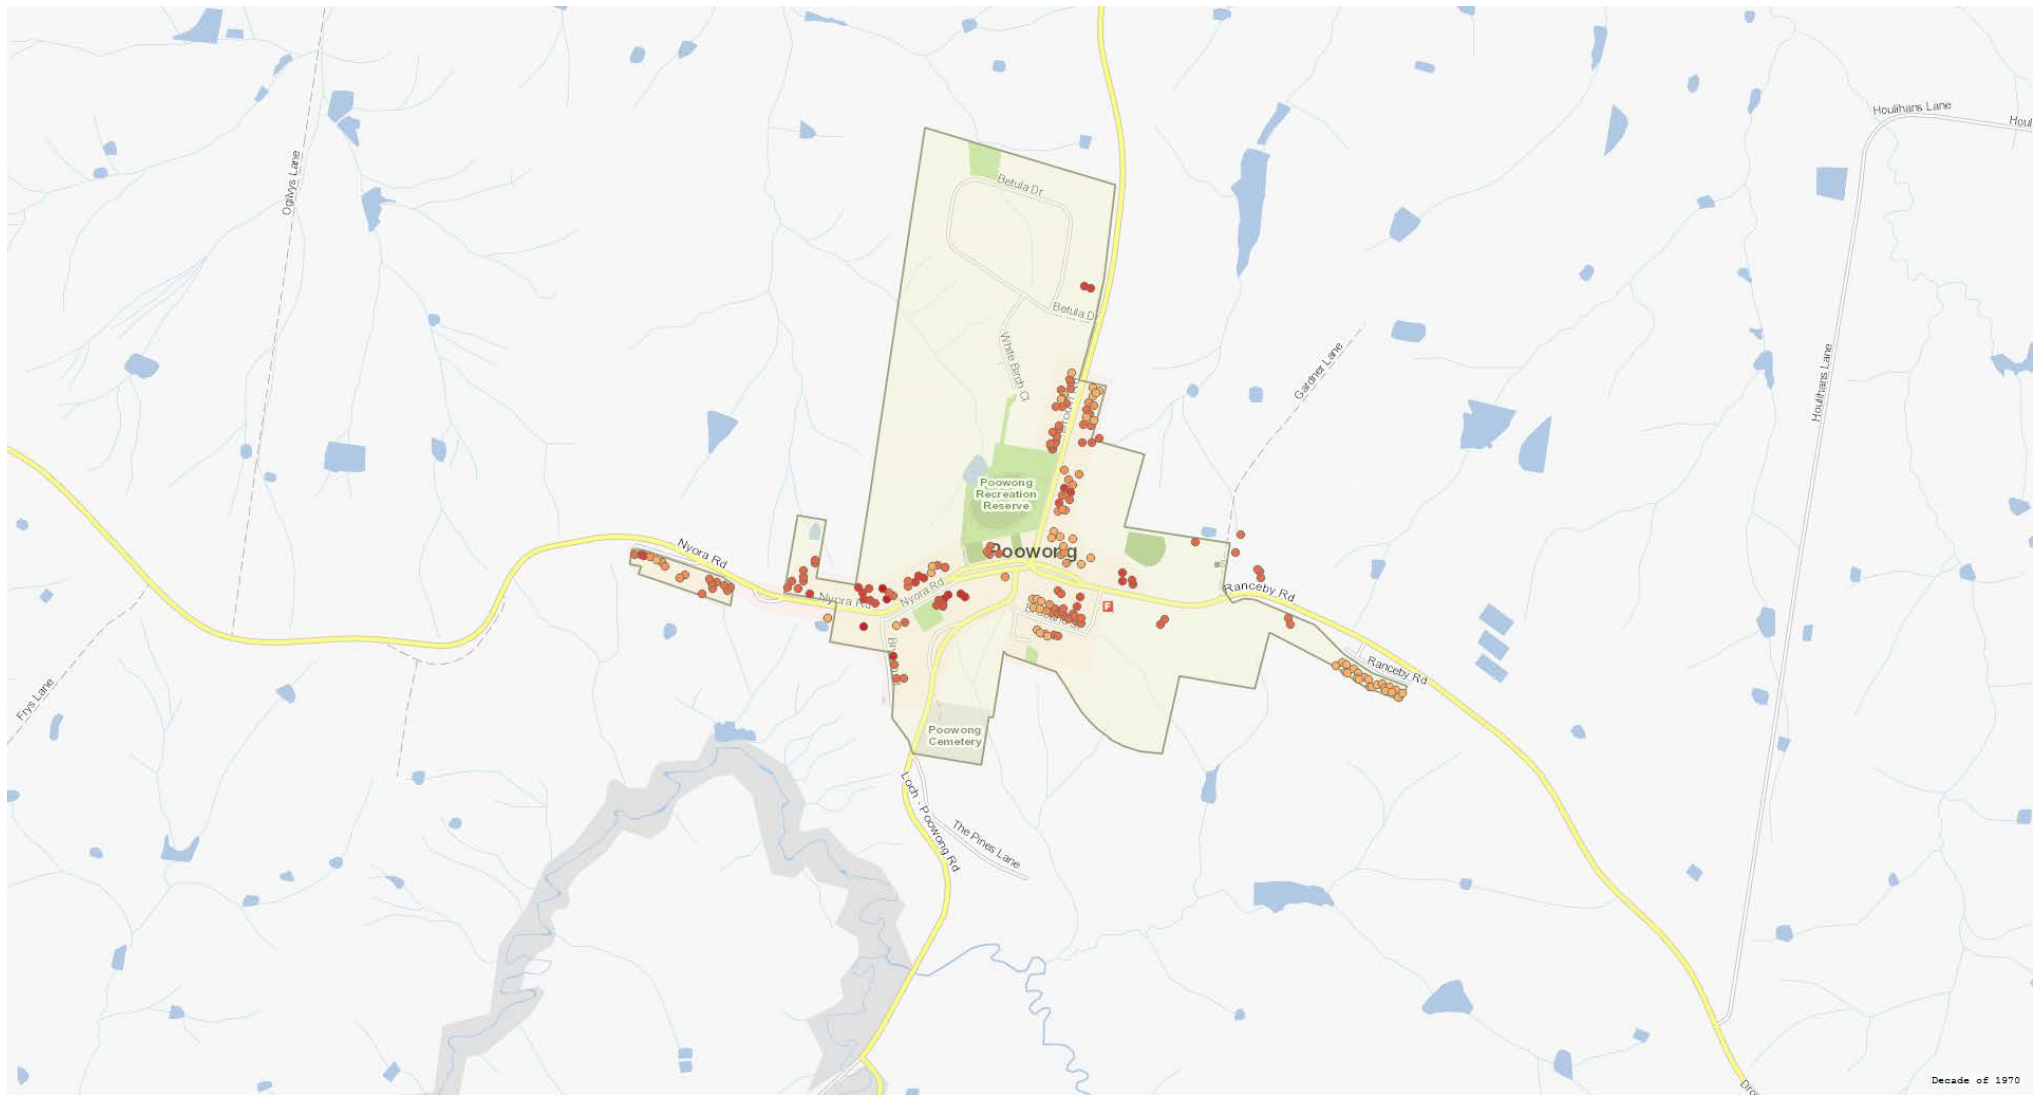 Houlihans Lane
Houl
Ogilvys Lane
Betula Dr
Betula Dr
White Birch Ct
Gardner Lane
Houlihans Lane
Poowong
Recreation
Reserve
Poowong
Nyora Rd
Nyora Rd
Nyora Rd
Ranceby Rd
F
Ranceby Rd
Frys Lane
Poowong
Cemetery
Loch - Poowong Rd
The Pines Lane
Decade of 1970